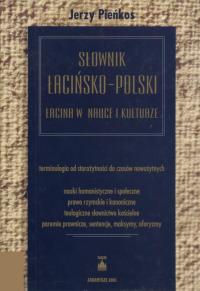 Jerzy Pieńkos
SŁOWNIK
ŁACIŃSKO-POLSKI
ŁACINA W NAUCE I KULTURZE
terminologia od starożytności do czasów nowożytnych
nauki humanistyczne i społeczne
prawo rzymskie i kanoniczne
teologiczne słownictwo kościelne
paremie prawnicze, sentencje, maksymy, aforyzmy